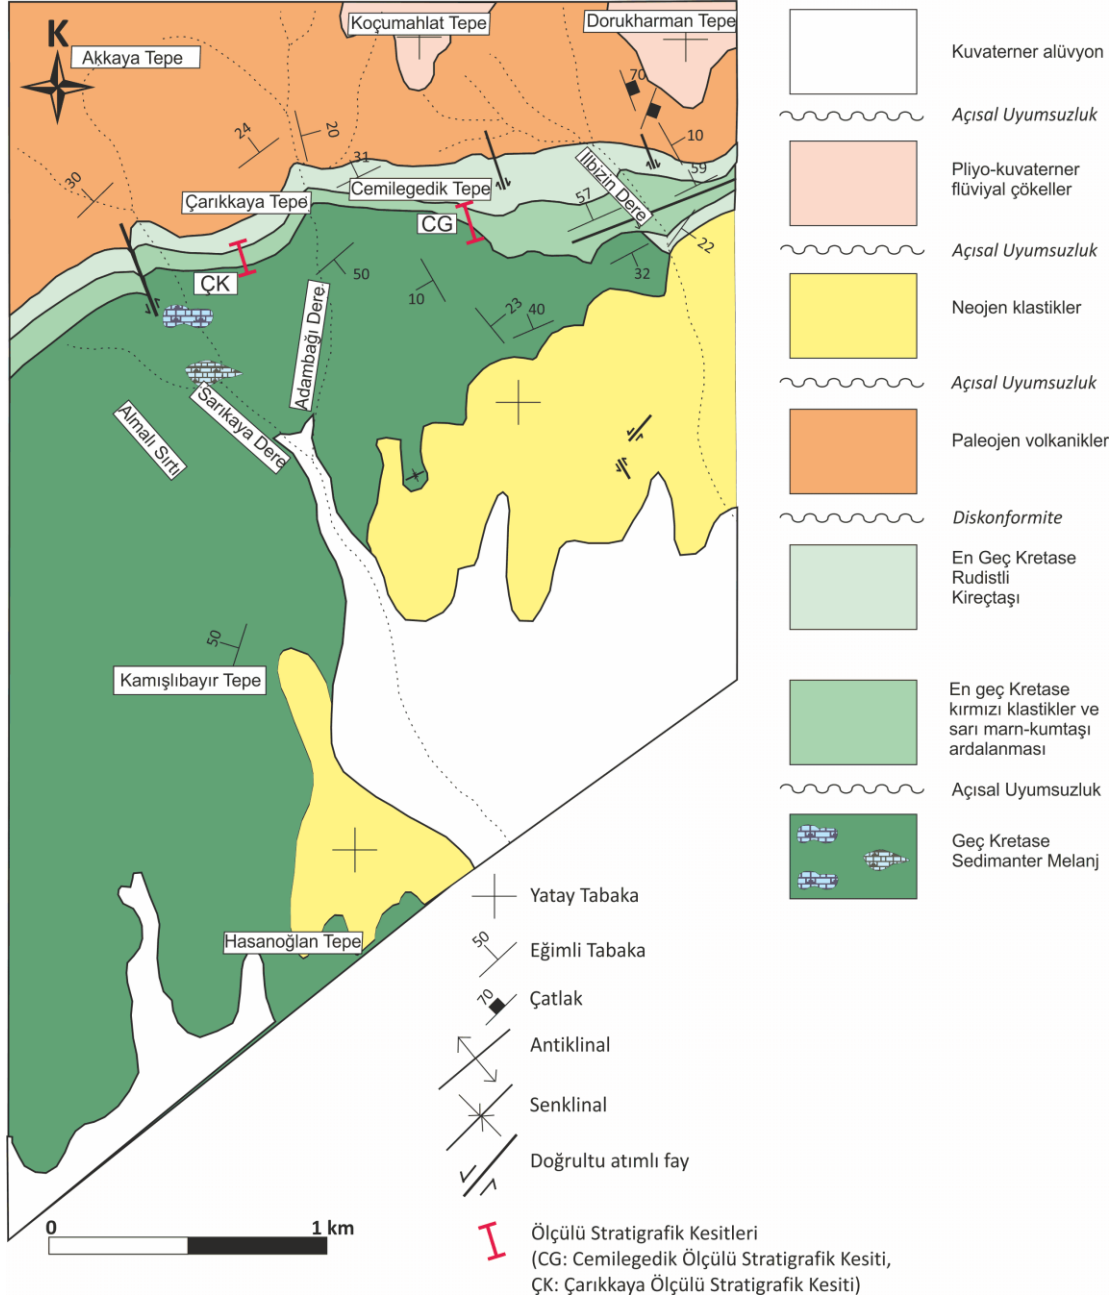 K
Akkaya Tepe
Koçumahlat Tepe
Dorukharman Tepe
70
24
20
10
30
31
59
İlbizin Dere
Çarıkkaya Tepe
Cemilegedik Tepe
57
CG
22
ÇK
50
32
10
23
40
Adambağı Dere
Almalı Sırtı
Sarıkaya Dere
50
Kamışlıbayır Tepe
Hasanoğlan Tepe
0
1 km
Kuvaterner alüvyon
Açısal Uyumsuzluk
Pliyo-kuvaterner
flüviyal çökeller
Açısal Uyumsuzluk
Neojen klastikler
Açısal Uyumsuzluk
Paleojen volkanikler
Diskonformite
En Geç Kretase
Rudistli
Kireçtaşı
En geç Kretase
kırmızı klastikler ve
sarı marn-kumtaşı
ardalanması
Açısal Uyumsuzluk
Geç Kretase
Sedimanter Melanj
Yatay Tabaka
50
Eğimli Tabaka
70
Çatlak
Antiklinal
Senklinal
Doğrultu atımlı fay
Ölçülü Stratigrafik Kesitleri
(CG: Cemilegedik Ölçülü Stratigrafik Kesiti,
ÇK: Çarıkkaya Ölçülü Stratigrafik Kesiti)